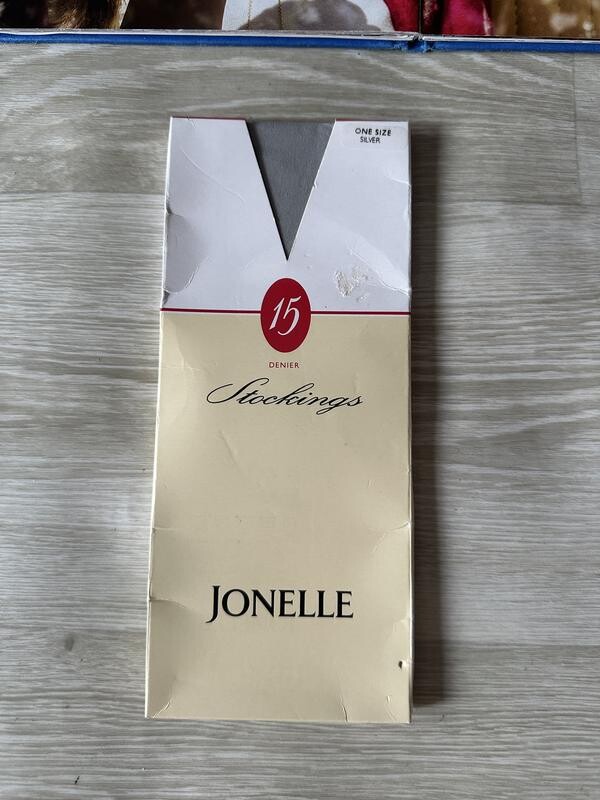 ONE SIZE
SILVER
15
DENIER
Stockings
JONELLE